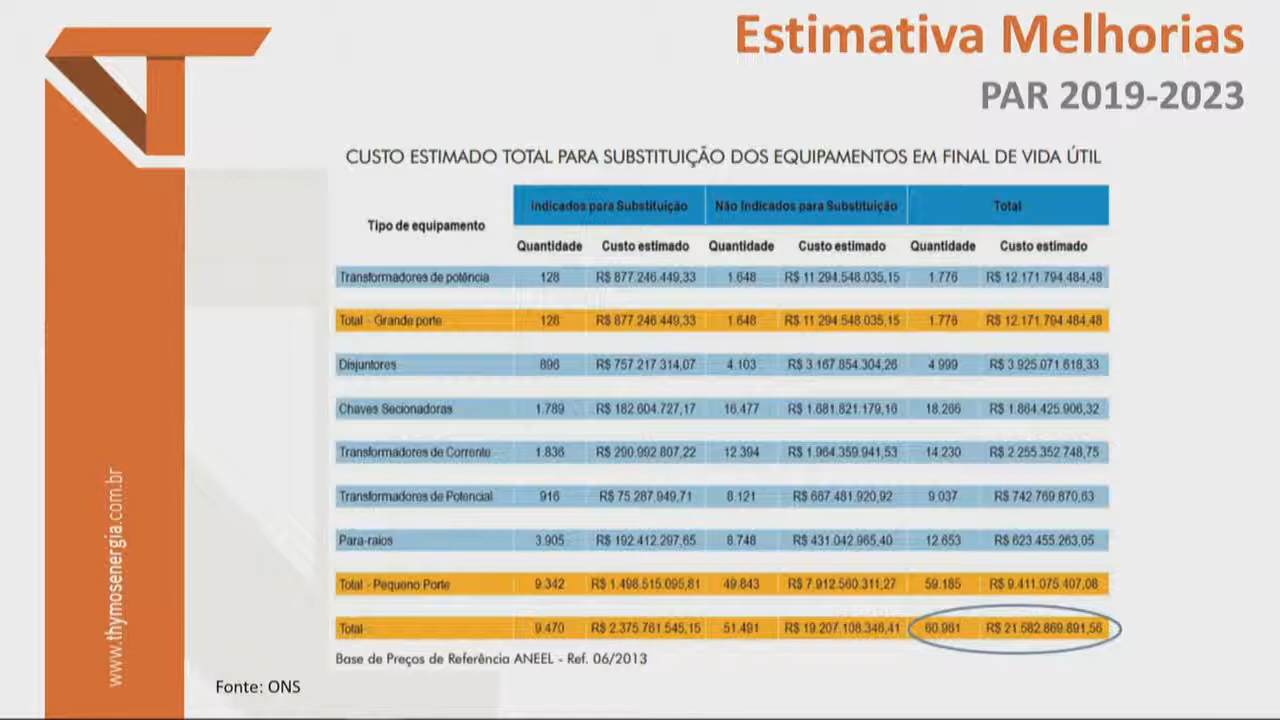 Estimativa Melhorias
PAR 2019-2023
CUSTO ESTIMADO TOTAL PARA SUBSTITUIÇÃO DOS EQUIPAMENTOS EM FINAL DE VIDA ÚTIL
Tipo de equipamento Indicados para Substituição Não Indicados para Substituição Total
Quantidade Custo estimado Quantidade Custo estimado Quantidade Custo estimado
Transformadores de potência 128 R$ 877.246.449,33 1.648 R$ 11.294.548.035,15 1.776 R$ 12.171.794.484,48
Total - Grande porte 128 R$ 877.246.449,33 1.648 R$ 11.294.548.035,15 1.776 R$ 12.171.794.484,48
Disjuntores 896 R$ 757.217.314,07 4.103 R$ 3.167.854.304,26 4.999 R$ 3.925.071.618,33
Chaves Secionadoras 1.789 R$ 182.604.727,17 16.477 R$ 1.681.821.179,16 18.266 R$ 1.864.425.906,32
Transformadores de Corrente 1.836 R$ 290.992.807,22 12.394 R$ 1.964.359.941,53 14.230 R$ 2.255.352.748,75
Transformadores de Potencial 916 R$ 75.287.949,71 8.121 R$ 667.481.920,92 9.037 R$ 742.769.870,63
Para-raios 3.905 R$ 192.412.297,65 8.748 R$ 431.042.965,40 12.653 R$ 623.455.263,05
Total - Pequeno Porte 9.342 R$ 1.498.515.095,81 49.843 R$ 7.912.560.311,27 59.185 R$ 9.411.075.407,08
Total 9.470 R$ 2.375.761.545,15 51.491 R$ 19.207.108.346,41 60.961 R$ 21.582.869.891,56
Base de Preços de Referência ANEEL - Ref. 06/2013
Fonte: ONS
www.thymosenergia.com.br